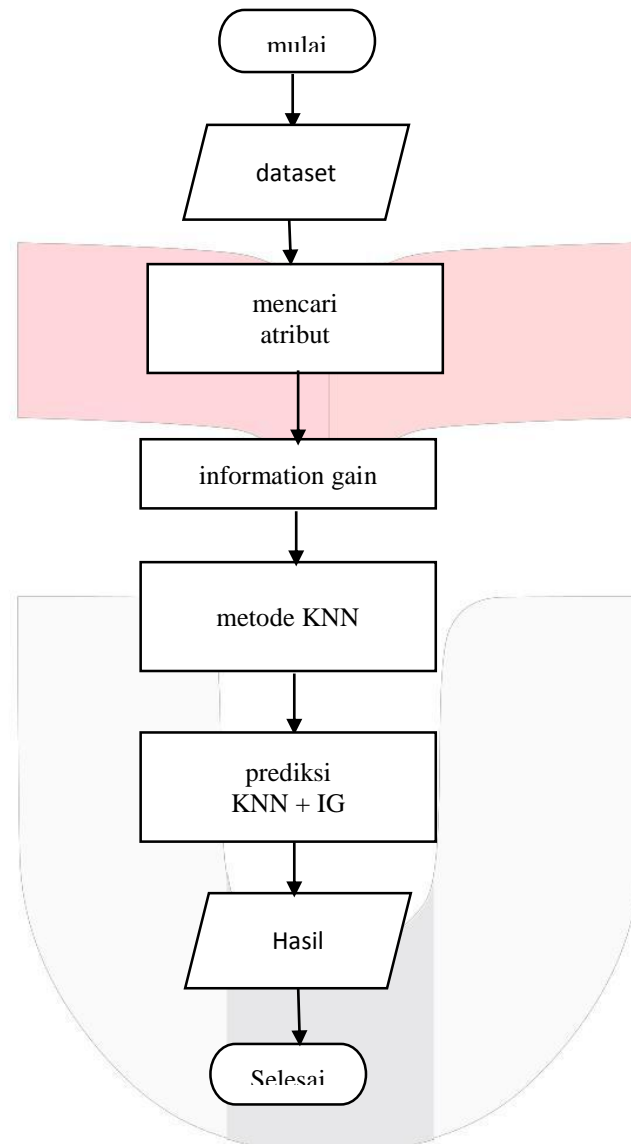 mulai
dataset
mencari
atribut
information gain
metode KNN
prediksi
KNN + IG
Hasil
Selesai